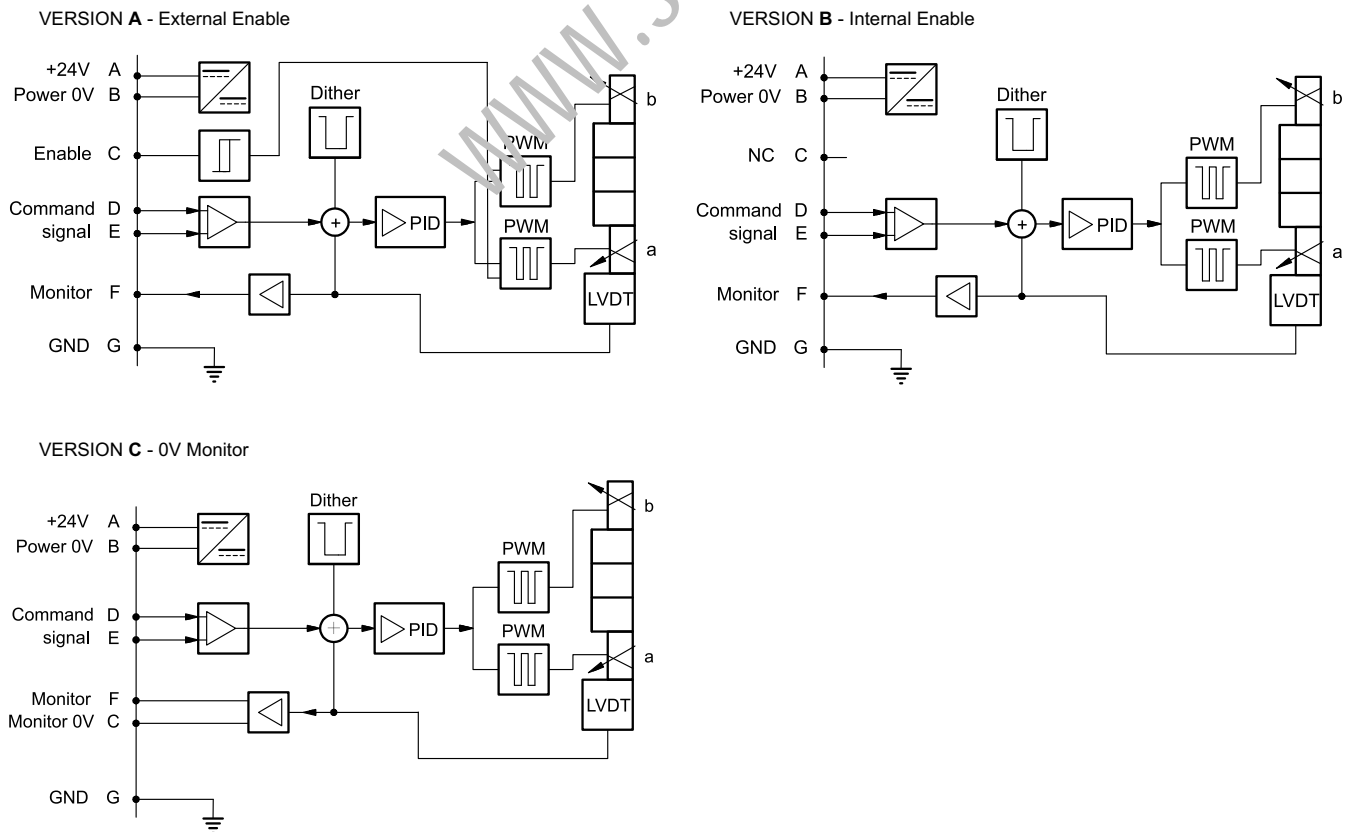 VERSION A - External Enable
+24V A
Power 0V B
Enable C
Command D
signal E
Monitor F
GND G
Dither
PID
PWM
PWM
b
a
LVDT
www.s
VERSION B - Internal Enable
+24V A
Power 0V B
NC C
Command D
signal E
Monitor F
GND G
Dither
PID
PWM
PWM
b
a
LVDT
VERSION C - 0V Monitor
+24V A
Power 0V B
Command D
signal E
Monitor F
Monitor 0V C
GND G
Dither
PID
PWM
PWM
b
a
LVDT